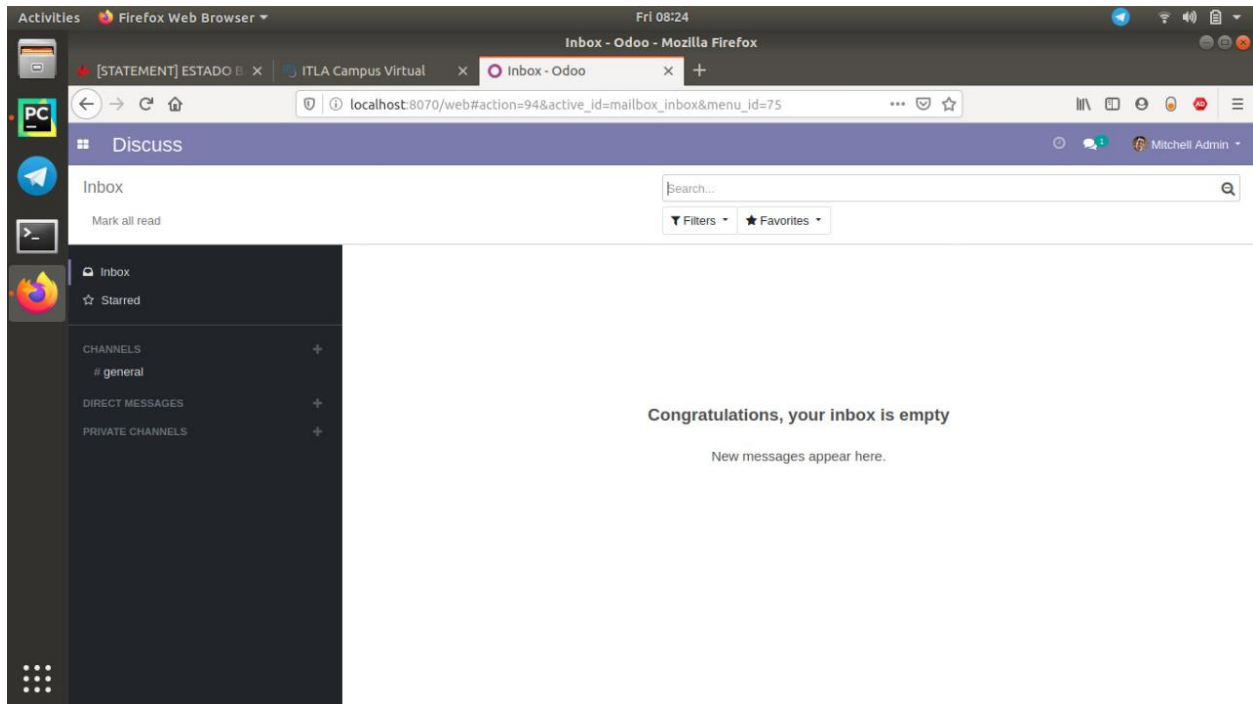 Activities Firefox Web Browser Fri 08:24
Inbox - Odoo - Mozilla Firefox
[STATEMENT] ESTADO B ITLA Campus Virtual Inbox - Odoo
localhost:8070/web#action=94&active_id=mailbox_inbox&menu_id=75
PC
Discuss 1 Mitchell Admin
Inbox Search...
Mark all read Filters Favorites
Inbox
Starred
CHANNELS +
# general
DIRECT MESSAGES +
PRIVATE CHANNELS +
Congratulations, your inbox is empty
New messages appear here.